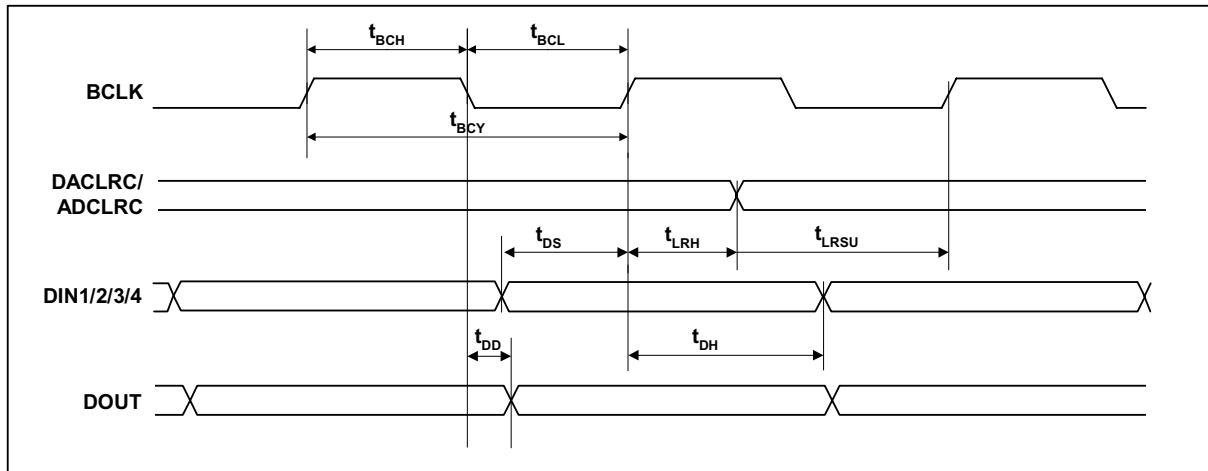 tBCH
tBCL
BCLK
tBCY
DACLRC/
ADCLRC
tDS
tLRH
tLRSU
DIN1/2/3/4
tDD
tDH
DOUT